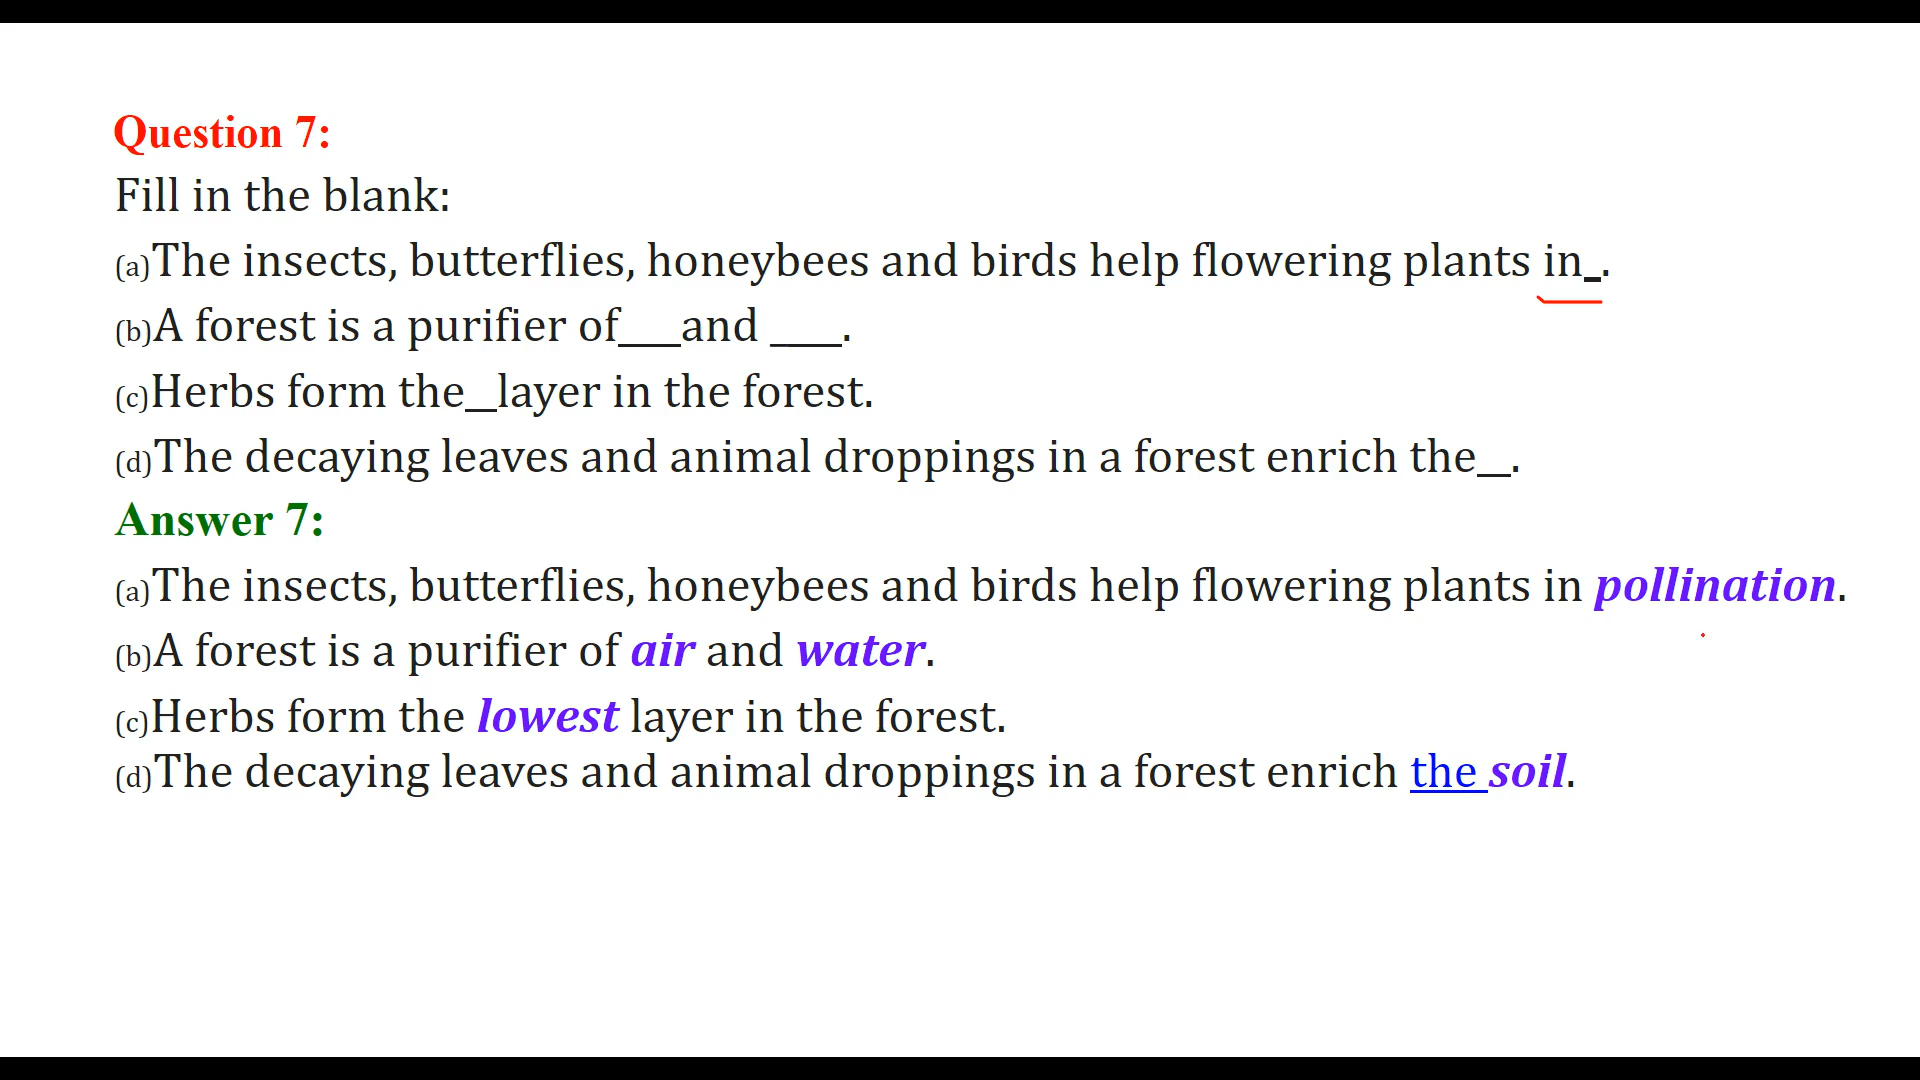 Question 7:
Fill in the blank:
(a)The insects, butterflies, honeybees and birds help flowering plants in_.
(b)A forest is a purifier of___and ___.
(c)Herbs form the__layer in the forest.
(d)The decaying leaves and animal droppings in a forest enrich the__.
Answer 7:
(a)The insects, butterflies, honeybees and birds help flowering plants in pollination.
(b)A forest is a purifier of air and water.
(c)Herbs form the lowest layer in the forest.
(d)The decaying leaves and animal droppings in a forest enrich the soil.